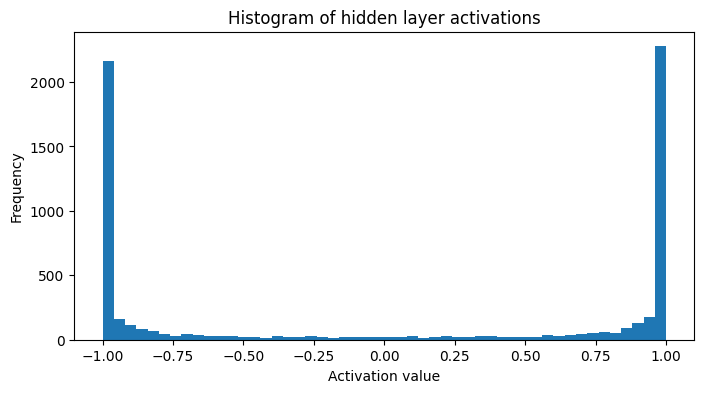 Histogram of hidden layer activations
2000
1500
1000
500
0
Frequency
−1.00 −0.75 −0.50 −0.25 0.00 0.25 0.50 0.75 1.00
Activation value